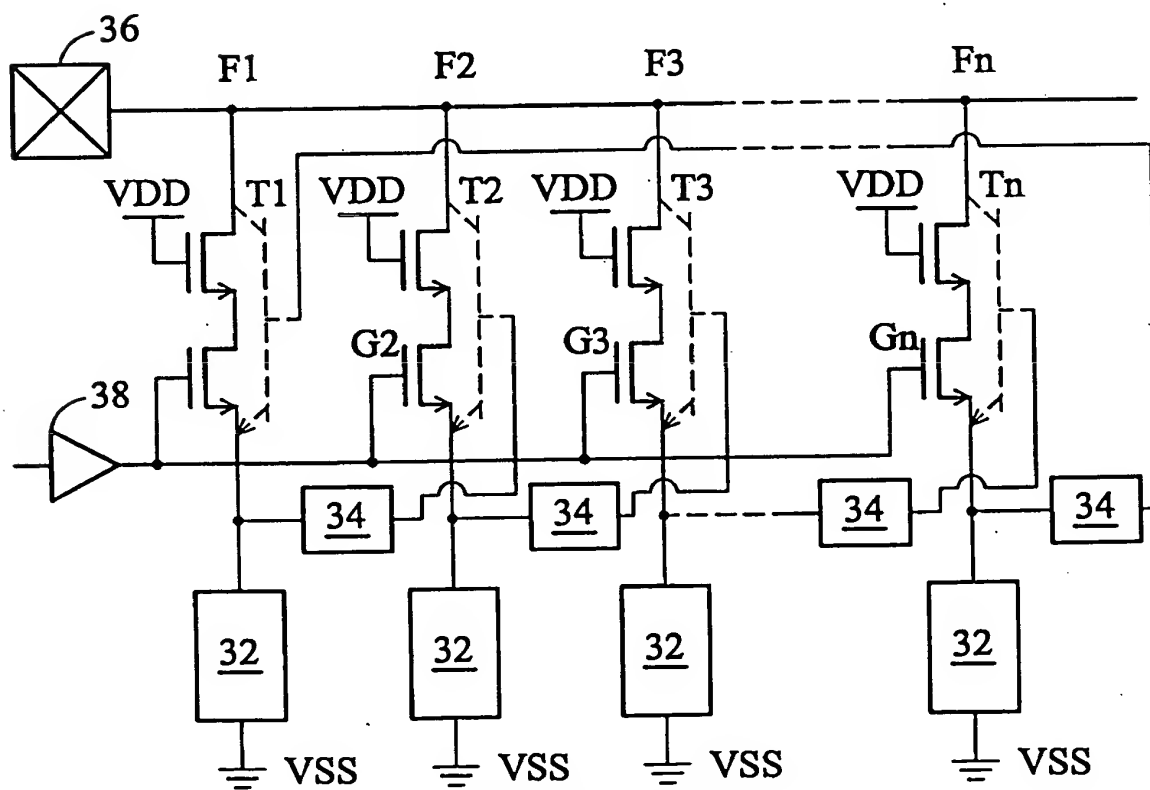 36
F1 F2 F3 Fn
VDD T1 VDD T2 VDD T3 VDD Tn
G2 G3 Gn
38
34 34 34 34
32 32 32 32
VSS VSS VSS VSS